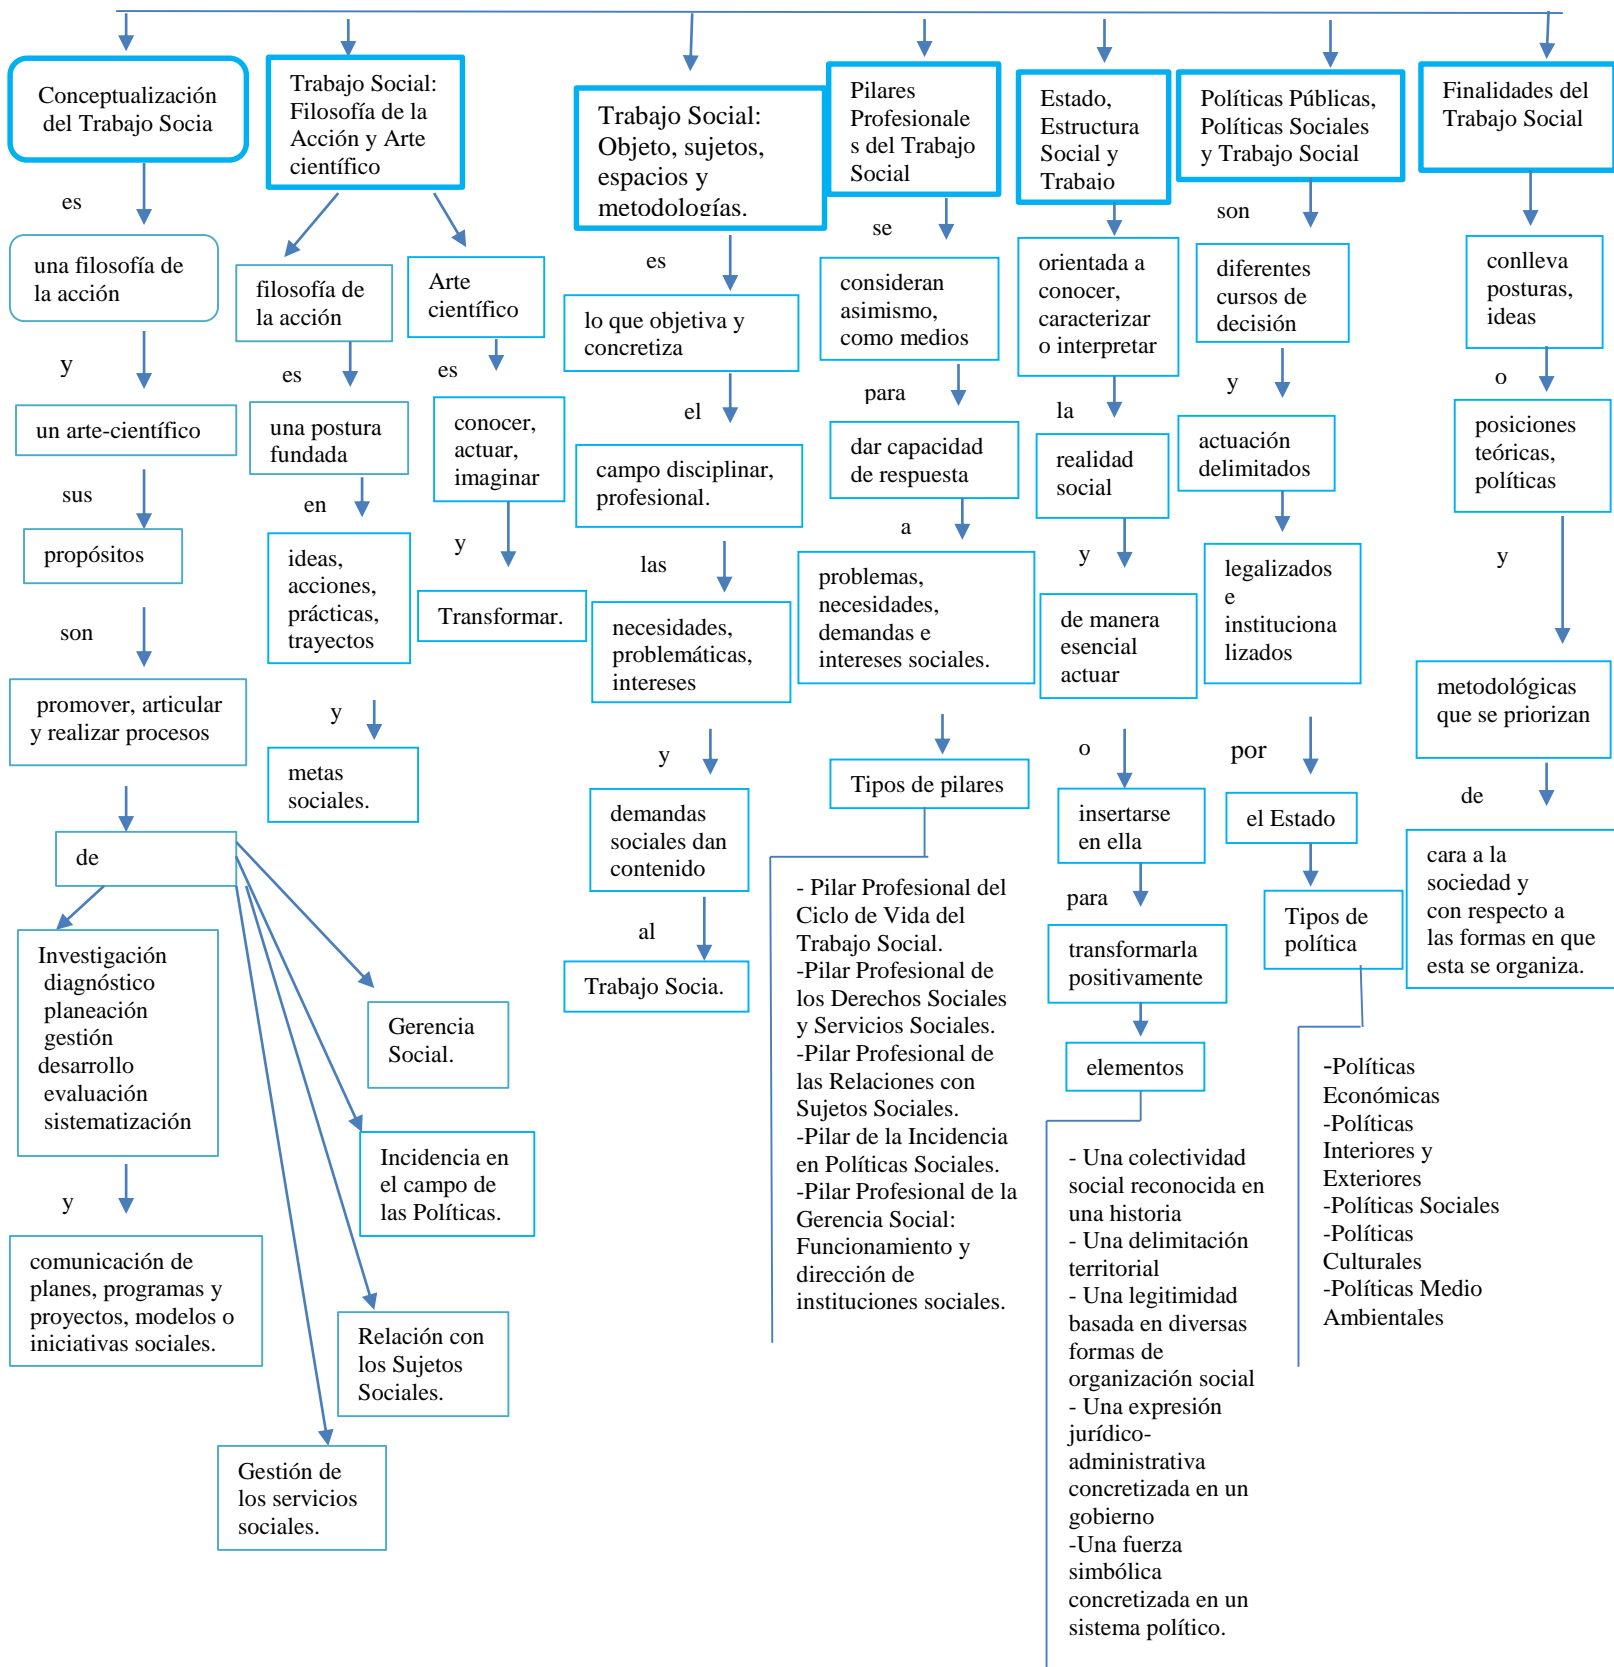 Conceptualización
del Trabajo Socia
es
una filosofía de
la acción
y
un arte-científico
sus
propósitos
son
promover, articular
y realizar procesos
de
Investigación
diagnóstico
planeación
gestión
desarrollo
evaluación
sistematización
y
comunicación de
planes, programas y
proyectos, modelos o
iniciativas sociales.
Gerencia
Social.
Incidencia en
el campo de
las Políticas.
Relación con
los Sujetos
Sociales.
Gestión de
los servicios
sociales.
Trabajo Social:
Filosofía de la
Acción y Arte
científico
filosofía de
la acción
es
una postura
fundada
en
ideas,
acciones,
prácticas,
trayectos
y
metas
sociales.
Arte
científico
es
conocer,
actuar,
imaginar
y
Transformar.
Trabajo Social:
Objeto, sujetos,
espacios y
metodologías.
es
lo que objetiva y
concretiza
el
campo disciplinar,
profesional.
las
necesidades,
problemáticas,
intereses
y
demandas
sociales dan
contenido
al
Trabajo Socia.
Pilares
Profesionale
s del Trabajo
Social
se
consideran
asimismo,
como medios
para
dar capacidad
de respuesta
a
problemas,
necesidades,
demandas e
intereses sociales.
Tipos de pilares
- Pilar Profesional del
Ciclo de Vida del
Trabajo Social.
-Pilar Profesional de
los Derechos Sociales
y Servicios Sociales.
-Pilar Profesional de
las Relaciones con
Sujetos Sociales.
-Pilar de la Incidencia
en Políticas Sociales.
-Pilar Profesional de la
Gerencia Social:
Funcionamiento y
dirección de
instituciones sociales.
Estado,
Estructura
Social y
Trabajo
orientada a
conocer,
caracterizar
o interpretar
la
realidad
social
y
de manera
esencial
actuar
o
insertarse
en ella
para
transformarla
positivamente
elementos
- Una colectividad
social reconocida en
una historia
- Una delimitación
territorial
- Una legitimidad
basada en diversas
formas de
organización social
- Una expresión
jurídico-
administrativa
concretizada en un
gobierno
-Una fuerza
simbólica
concretizada en un
sistema político.
Políticas Públicas,
Políticas Sociales
y Trabajo Social
son
diferentes
cursos de
decisión
y
actuación
delimitados
legalizados
e
instituciona
lizados
por
el Estado
Tipos de
política
-Políticas
Económicas
-Políticas
Interiores y
Exteriores
-Políticas Sociales
-Políticas
Culturales
-Políticas Medio
Ambientales
Finalidades del
Trabajo Social
conlleva
posturas,
ideas
o
posiciones
teóricas,
políticas
y
metodológicas
que se priorizan
de
cara a la
sociedad y
con respecto a
las formas en que
esta se organiza.